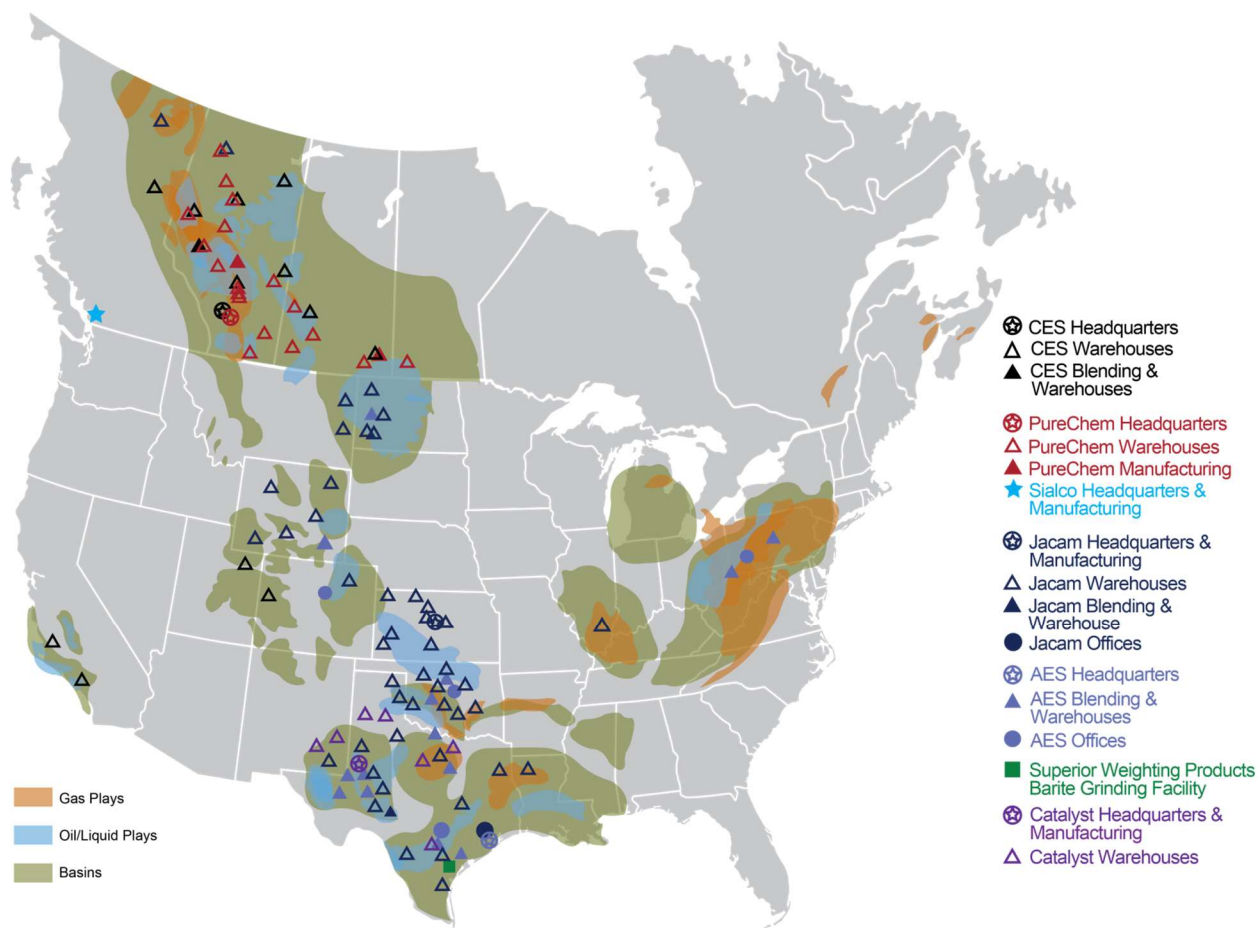 CES Headquarters
CES Warehouses
CES Blending &
Warehouses
PureChem Headquarters
PureChem Warehouses
PureChem Manufacturing
Sialco Headquarters &
Manufacturing
Jacam Headquarters &
Manufacturing
Jacam Warehouses
Jacam Blending &
Warehouse
Jacam Offices
AES Headquarters
AES Blending &
Warehouses
AES Offices
Superior Weighting Products
Barite Grinding Facility
Catalyst Headquarters &
Manufacturing
Catalyst Warehouses
Gas Plays
Oil/Liquid Plays
Basins